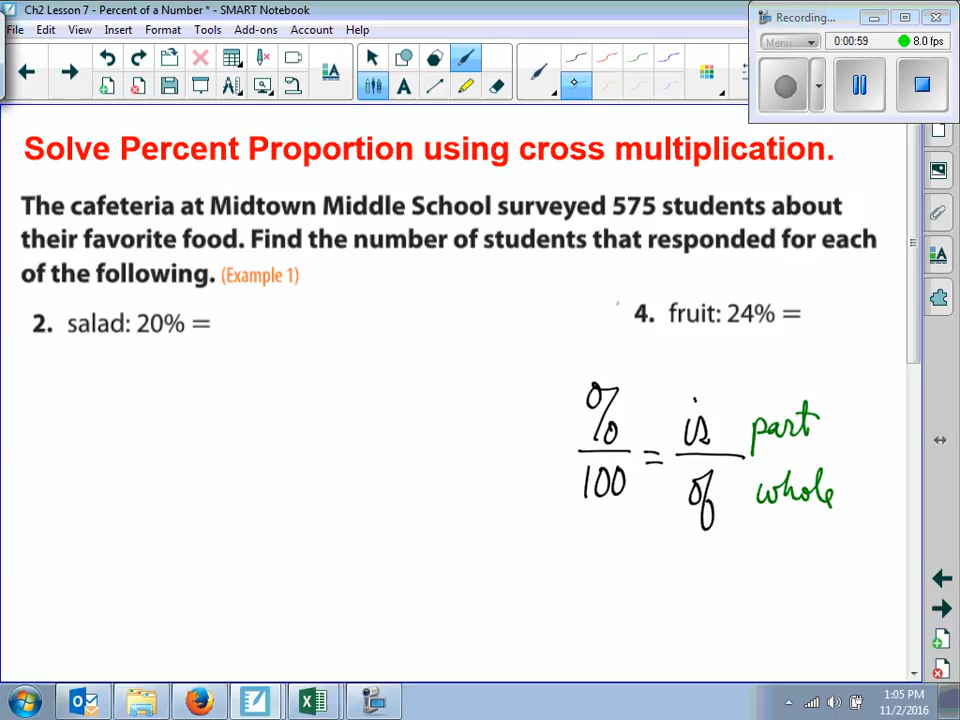 Ch2 Lesson 7 - Percent of a Number * - SMART Notebook
Recording...
File Edit View Insert Format Tools Add-ons Account Help
Menu 0:00:59 8.0 fps
Solve Percent Proportion using cross multiplication.
The cafeteria at Midtown Middle School surveyed 575 students about
their favorite food. Find the number of students that responded for each
of the following. (Example 1)
2. salad: 20% =
4. fruit: 24% =
% is part
=
100 of whole
1:05 PM
11/2/2016